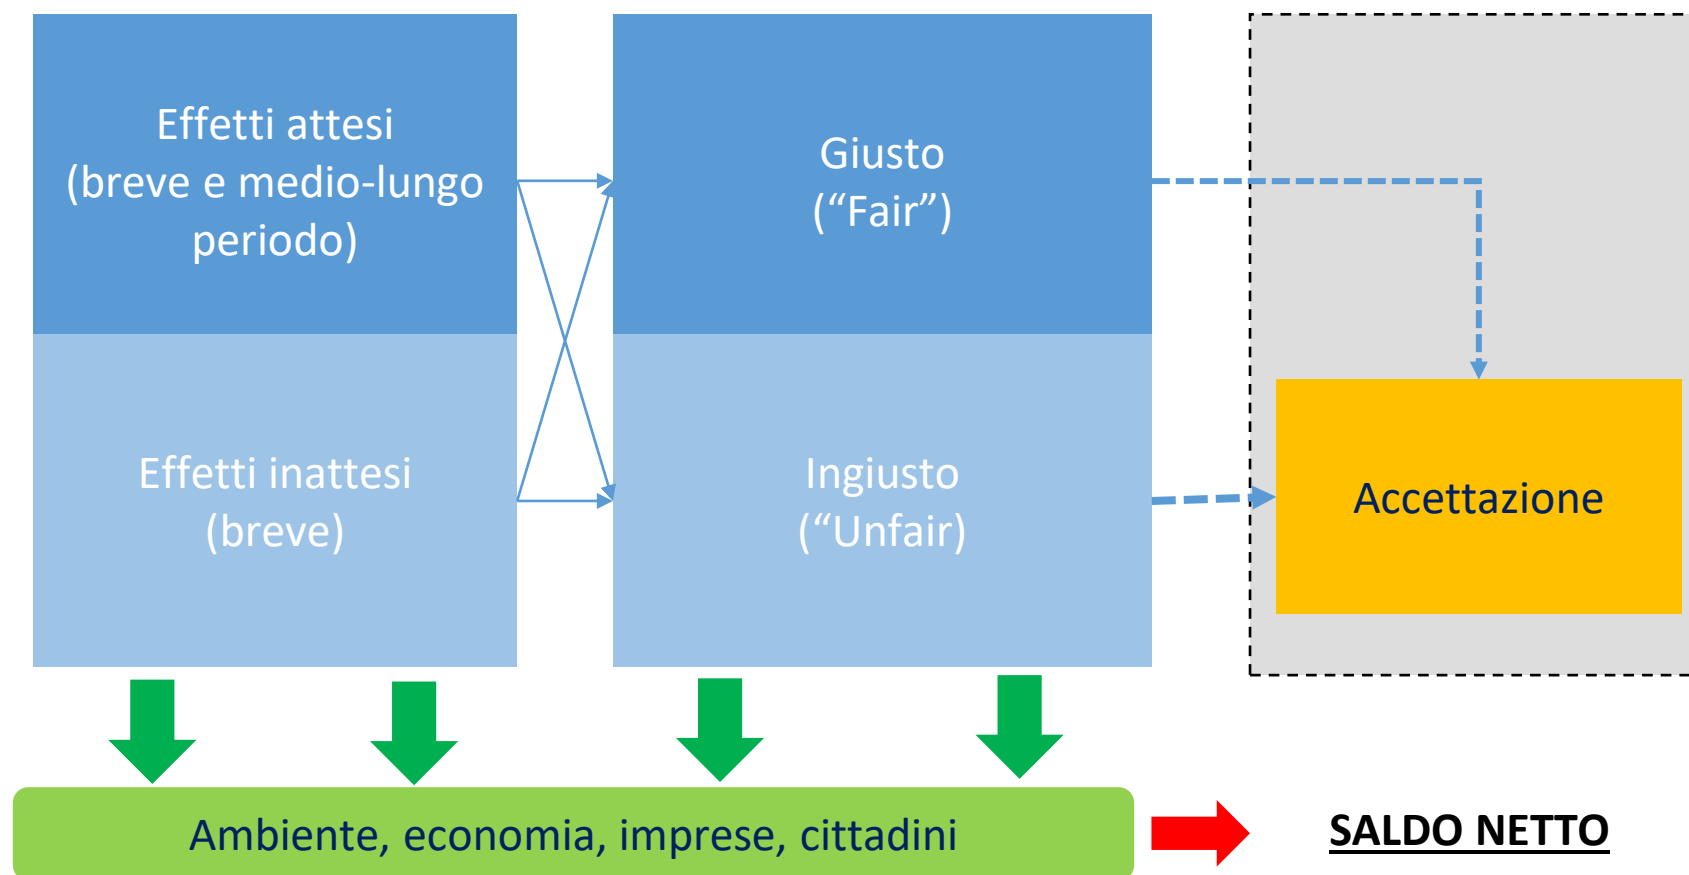 Effetti attesi
(breve e medio-lungo
periodo)
Giusto
(“Fair”)
Effetti inattesi
(breve)
Ingiusto
(“Unfair)
Accettazione
Ambiente, economia, imprese, cittadini
SALDO NETTO